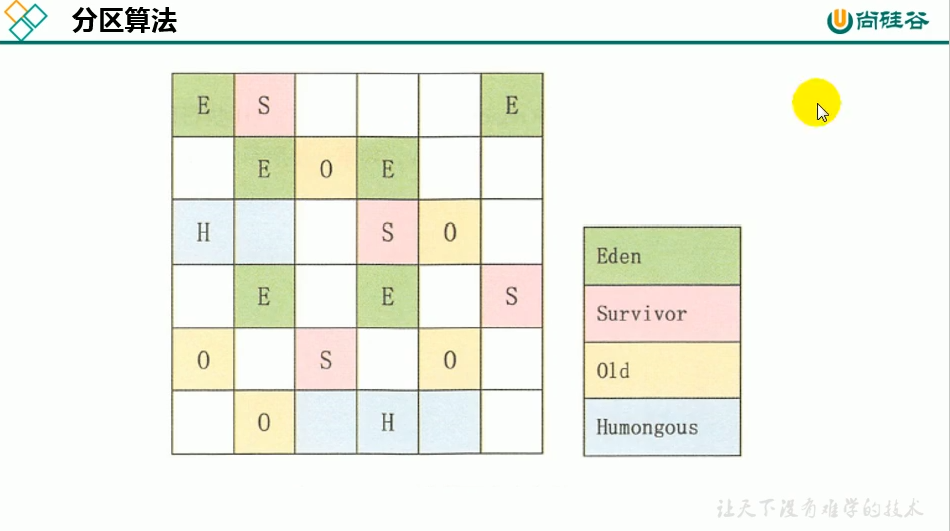 分区算法
尚硅谷
E S E
E O E
H S O
E E S
O S O
O H
Eden
Survivor
Old
Humongous
让天下没有难学的技术